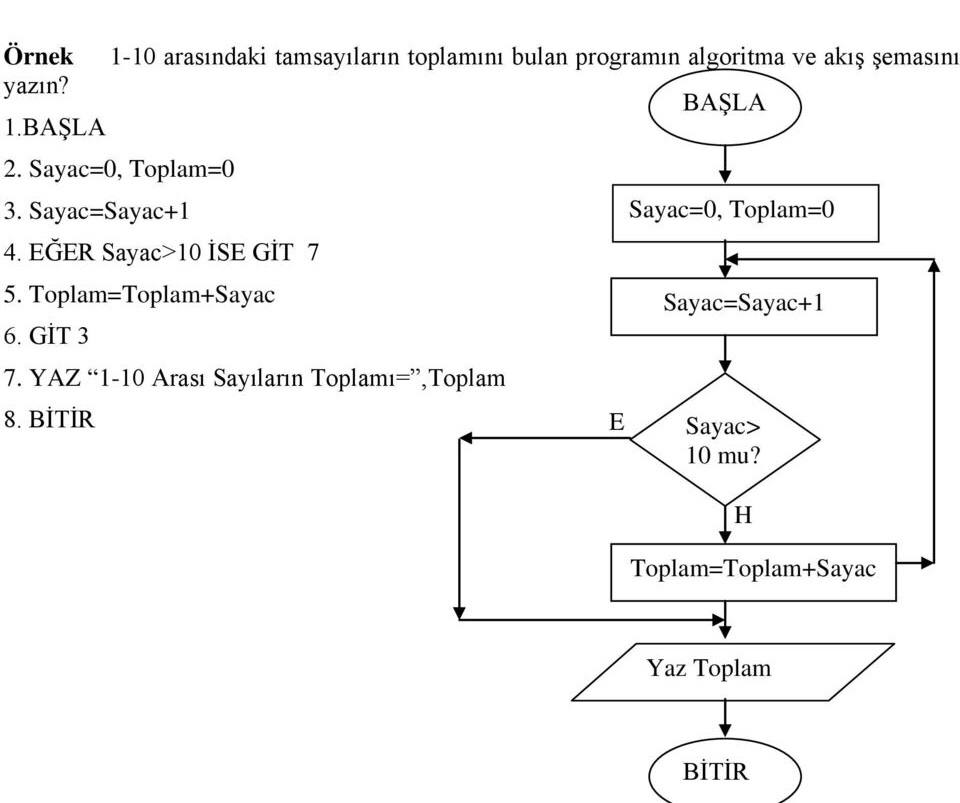 Örnek 1-10 arasındaki tamsayıların toplamını bulan programın algoritma ve akış şemasını
yazın?
1.BAŞLA
2. Sayac=0, Toplam=0
3. Sayac=Sayac+1
4. EĞER Sayac>10 İSE GİT 7
5. Toplam=Toplam+Sayac
6. GİT 3
7. YAZ “1-10 Arası Sayıların Toplamı=”,Toplam
8. BİTİR
BAŞLA
Sayac=0, Toplam=0
Sayac=Sayac+1
E
Sayac>
10 mu?
H
Toplam=Toplam+Sayac
Yaz Toplam
BİTİR